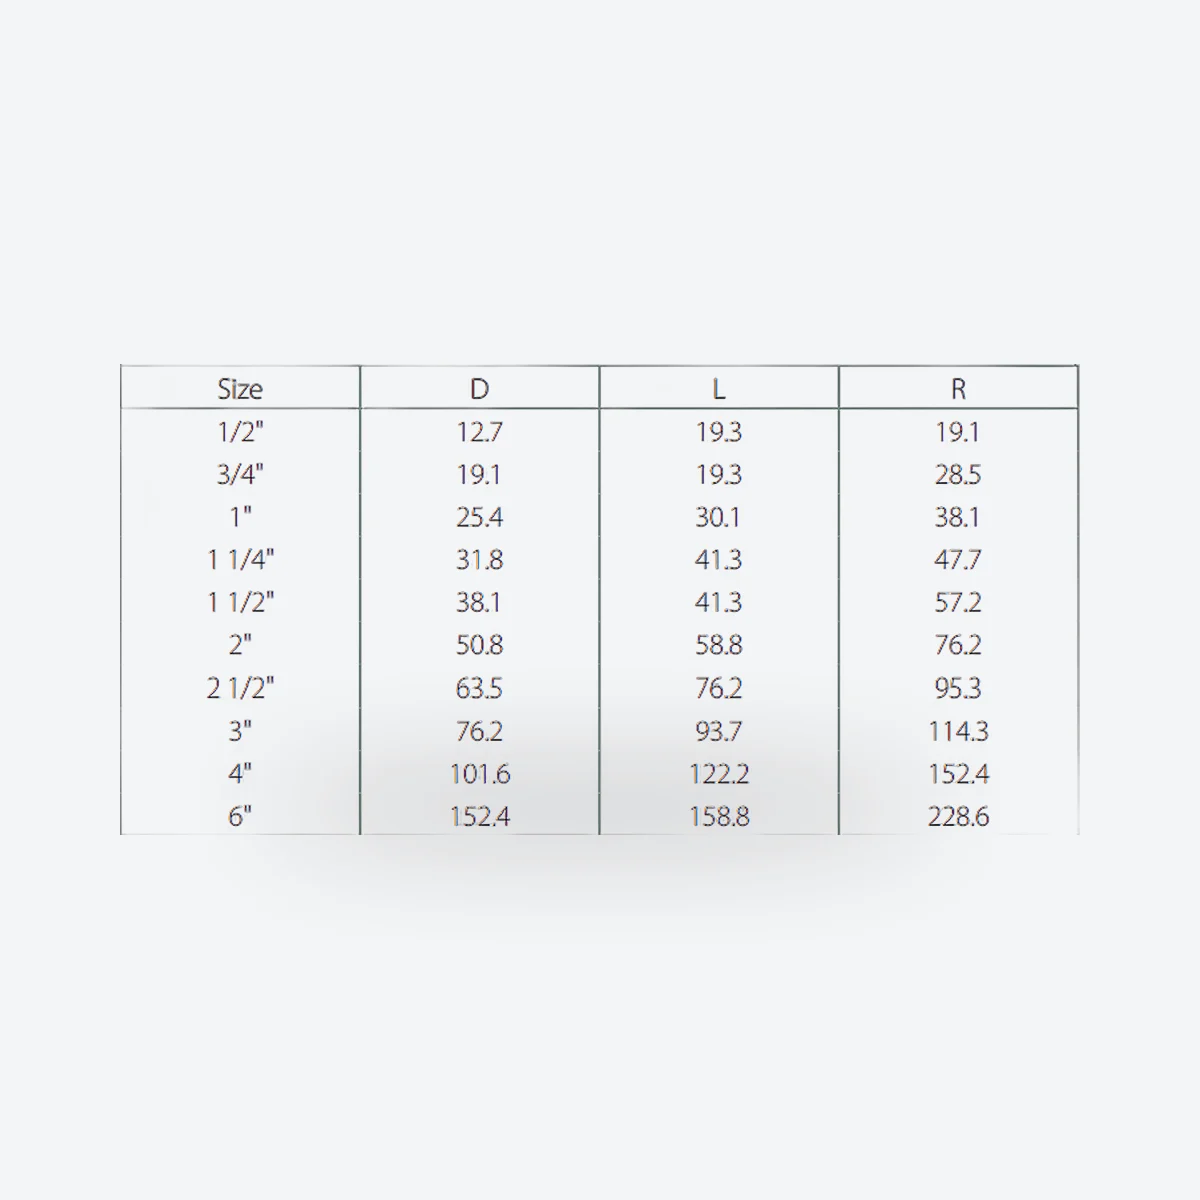 Size D L R
1/2" 12.7 19.3 19.1
3/4" 19.1 19.3 28.5
1" 25.4 30.1 38.1
1 1/4" 31.8 41.3 47.7
1 1/2" 38.1 41.3 57.2
2" 50.8 58.8 76.2
2 1/2" 63.5 76.2 95.3
3" 76.2 93.7 114.3
4" 101.6 122.2 152.4
6" 152.4 158.8 228.6